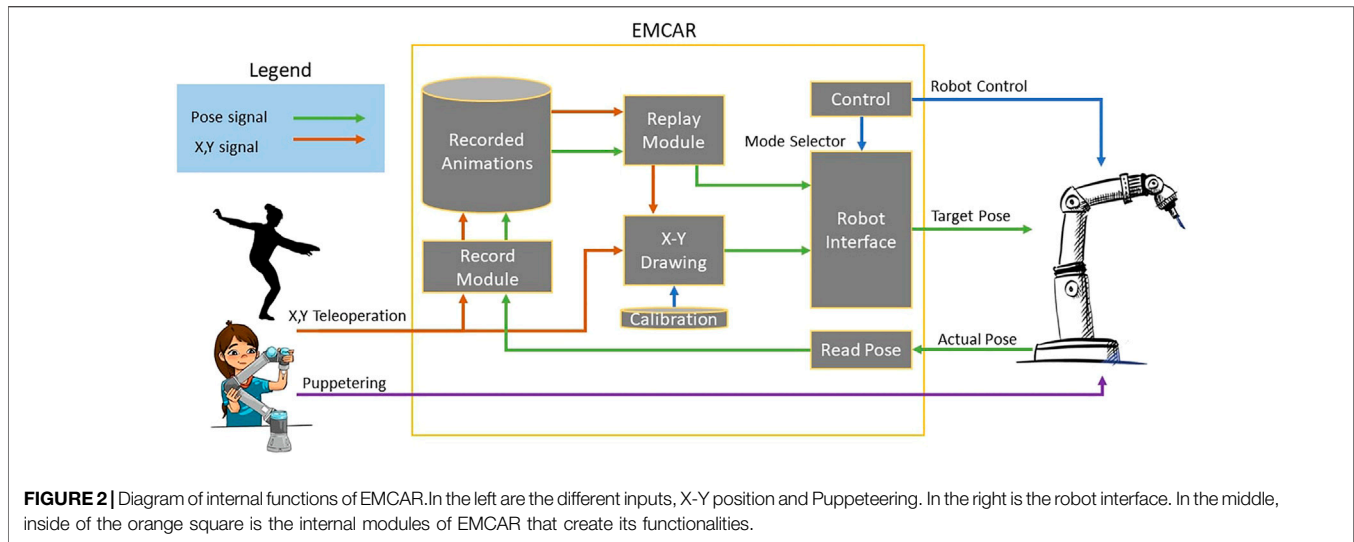 EMCAR
Legend
Pose signal
X,Y signal
Recorded
Animations
Replay
Module
Control
Robot Control
Mode Selector
Robot
Interface
Target Pose
X-Y
Drawing
Record
Module
Calibration
X,Y Teleoperation
Read Pose
Actual Pose
Puppetering
FIGURE 2 | Diagram of internal functions of EMCAR.In the left are the different inputs, X-Y position and Puppeteering. In the right is the robot interface. In the middle,
inside of the orange square is the internal modules of EMCAR that create its functionalities.